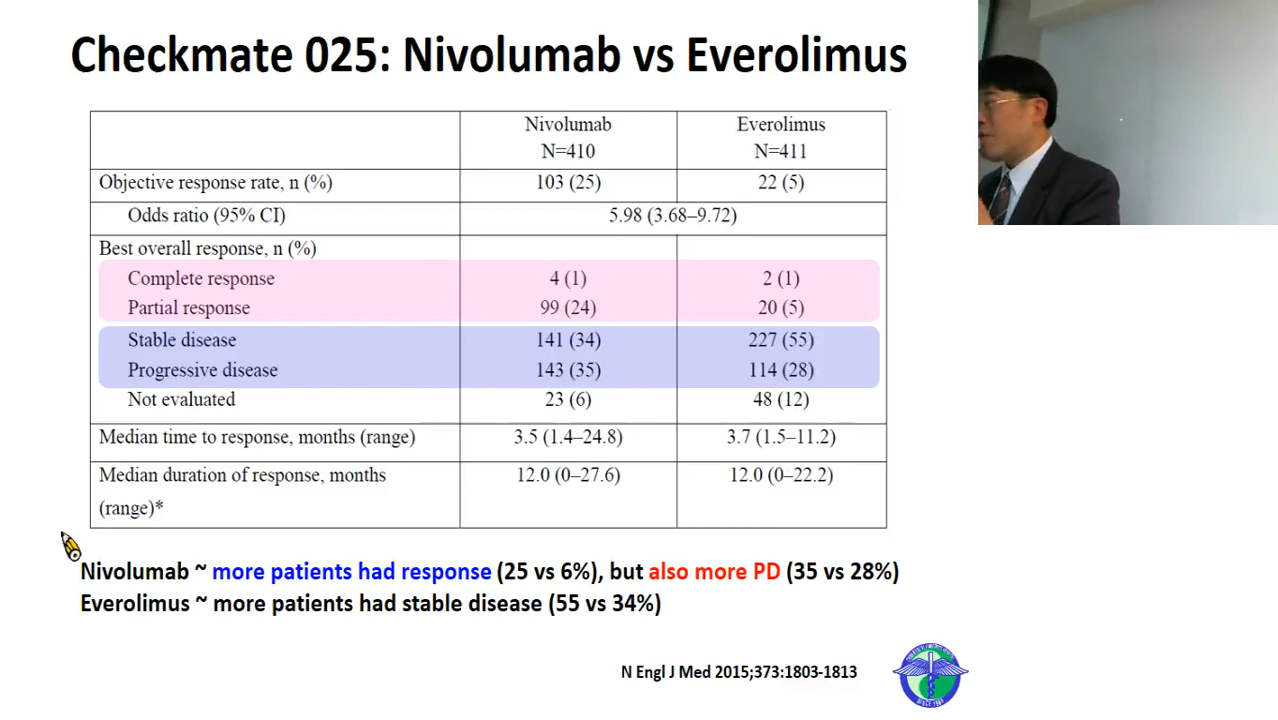 Checkmate 025: Nivolumab vs Everolimus
Nivolumab Everolimus
N=410 N=411
Objective response rate, n (%) 103 (25) 22 (5)
Odds ratio (95% CI) 5.98 (3.68–9.72)
Best overall response, n (%)
Complete response 4 (1) 2 (1)
Partial response 99 (24) 20 (5)
Stable disease 141 (34) 227 (55)
Progressive disease 143 (35) 114 (28)
Not evaluated 23 (6) 48 (12)
Median time to response, months (range) 3.5 (1.4–24.8) 3.7 (1.5–11.2)
Median duration of response, months 12.0 (0–27.6) 12.0 (0–22.2)
(range)*
Nivolumab ~ more patients had response (25 vs 6%), but also more PD (35 vs 28%)
Everolimus ~ more patients had stable disease (55 vs 34%)
N Engl J Med 2015;373:1803-1813